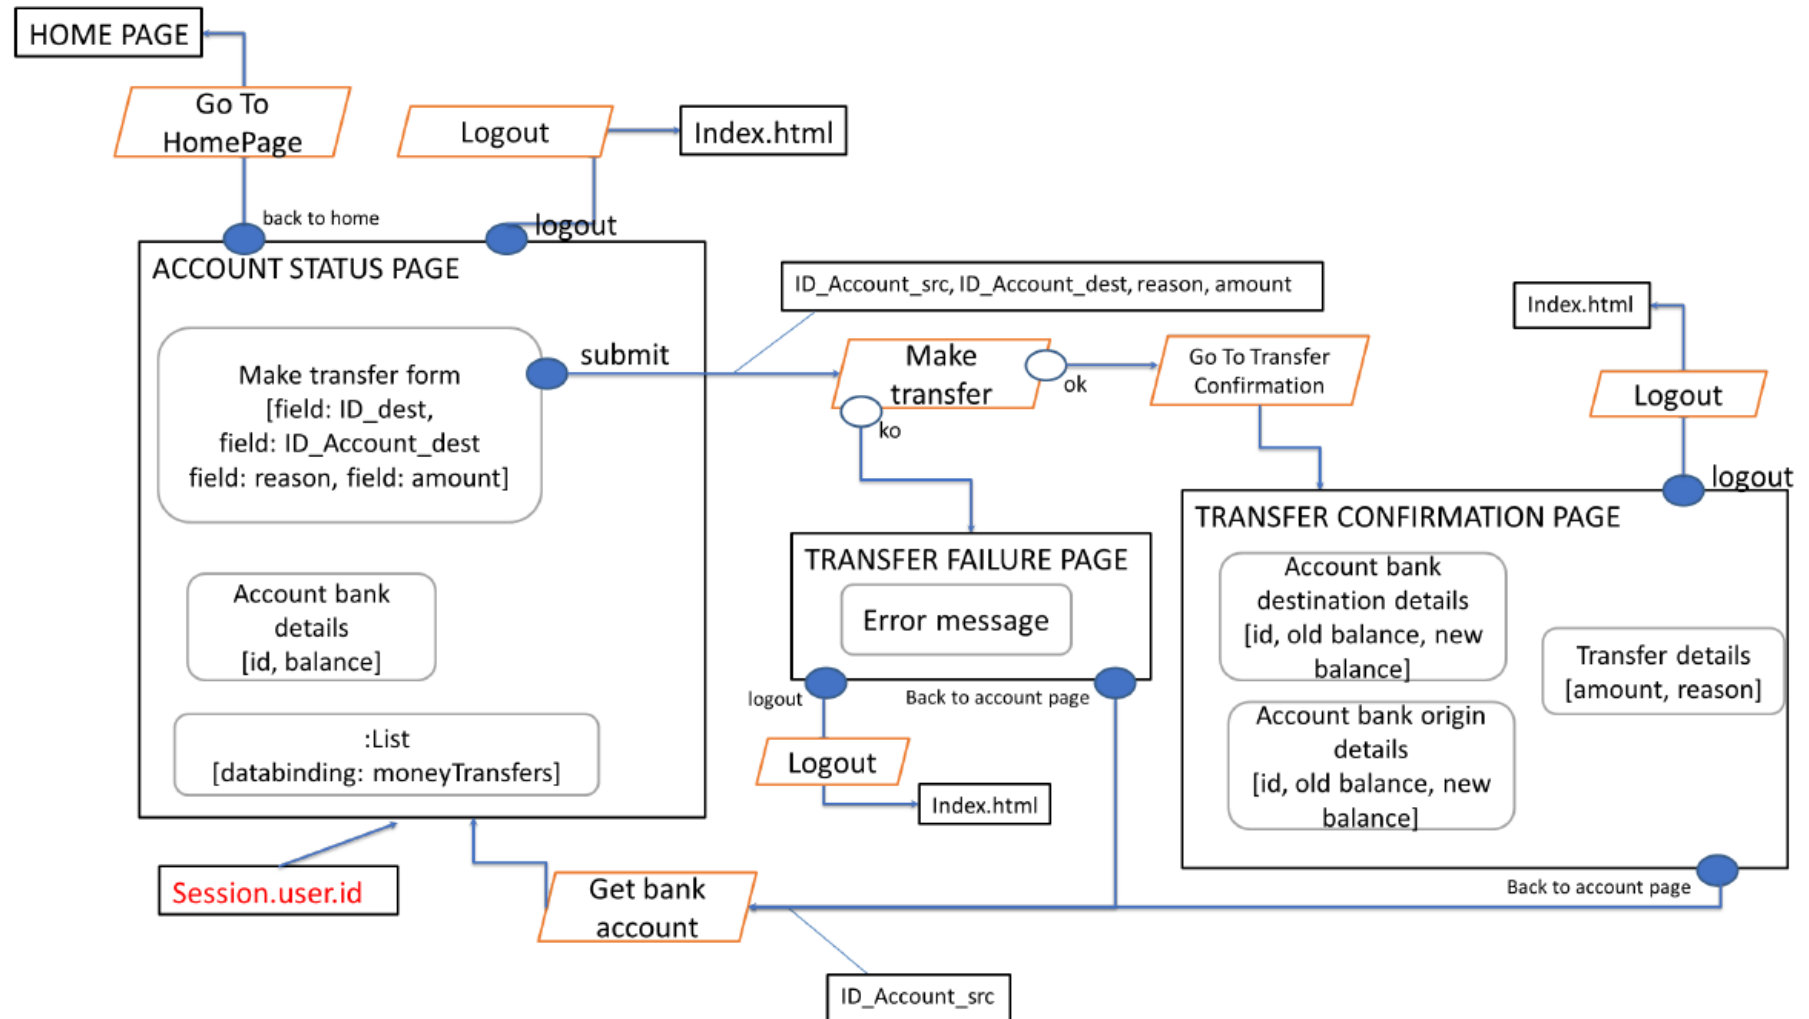 HOME PAGE
Go To
HomePage
Logout
Index.html
back to home
logout
ACCOUNT STATUS PAGE
Make transfer form
[field: ID_dest,
field: ID_Account_dest
field: reason, field: amount]
submit
Account bank
details
[id, balance]
:List
[databinding: moneyTransfers]
Session.user.id
ID_Account_src, ID_Account_dest, reason, amount
Make
transfer
ok
ko
Go To Transfer
Confirmation
Index.html
Logout
logout
TRANSFER FAILURE PAGE
Error message
logout
Back to account page
Logout
Index.html
TRANSFER CONFIRMATION PAGE
Account bank
destination details
[id, old balance, new
balance]
Transfer details
[amount, reason]
Account bank origin
details
[id, old balance, new
balance]
Back to account page
Get bank
account
ID_Account_src